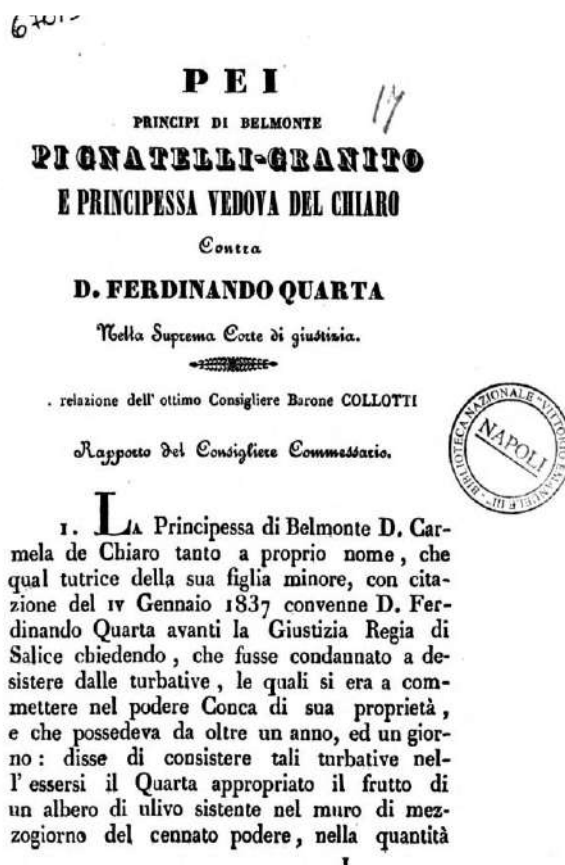 PEI
PRINCIPI DI BELMONTE
PIGNATELLI-GRANITO
E PRINCIPESSA VEDOVA DEL CHIARO
Contra
D. FERDINANDO QUARTA
Nella Suprema Corte di giustizia.
. relazione dell' ottimo Consigliere Barone COLLOTTI
Rapporto del Consigliere Commessario.
BIBLIOTECA NAZIONALE "VITTORIO EMANUELE III"
NAPOLI
17
1. LA Principessa di Belmonte D. Car-
mela de Chiaro tanto a proprio nome, che
qual tutrice della sua figlia minore, con cita-
zione del IV Gennaio 1837 convenne D. Fer-
dinando Quarta avanti la Giustizia Regia di
Salice chiedendo, che fusse condannato a de-
sistere dalle turbative, le quali si era a com-
mettere nel podere Conca di sua proprietà,
e che possedeva da oltre un anno, ed un gior-
no: disse di consistere tali turbative nel-
l' essersi il Quarta appropriato il frutto di
un albero di ulivo sistente nel muro di mez-
zogiorno del cennato podere, nella quantità